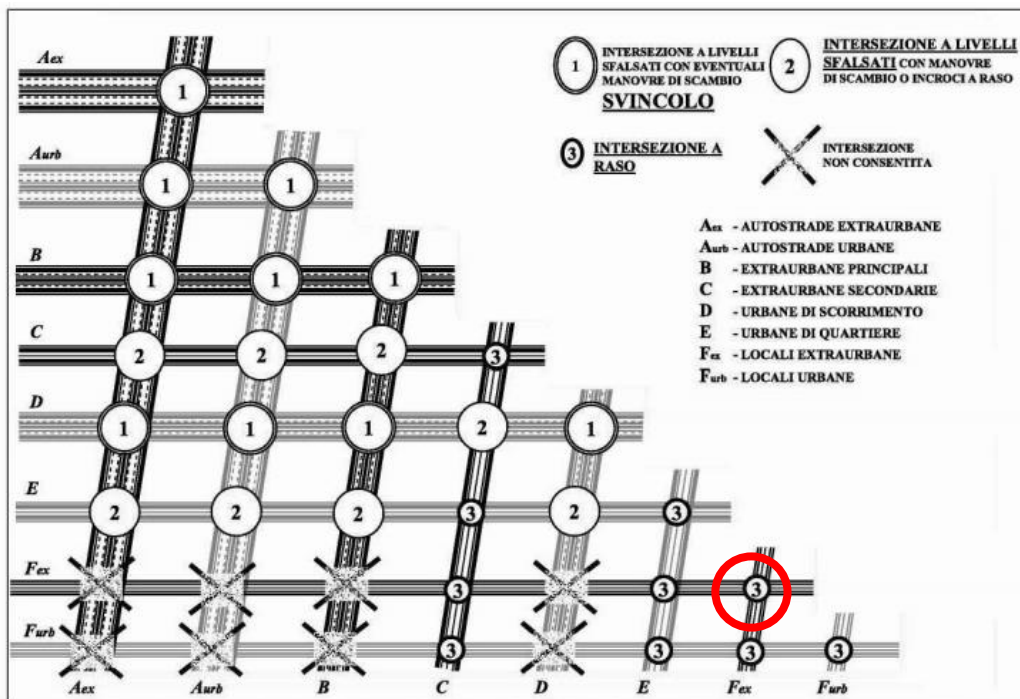 Aex
1
1
INTERSEZIONE A LIVELLI
SFALSATI CON EVENTUALI
MANOVRE DI SCAMBIO
SVINCOLO
2
INTERSEZIONE A LIVELLI
SFALSATI CON MANOVRE
DI SCAMBIO O INCROCI A RASO
3
INTERSEZIONE A
RASO
INTERSEZIONE
NON CONSENTITA
Aurb
1 1
Aex - AUTOSTRADE EXTRAURBANE
Aurb - AUTOSTRADE URBANE
B - EXTRAURBANE PRINCIPALI
C - EXTRAURBANE SECONDARIE
D - URBANE DI SCORRIMENTO
E - URBANE DI QUARTIERE
Fex - LOCALI EXTRAURBANE
Furb - LOCALI URBANE
B
1 1 1
C
2 2 2 3
D
1 1 1 2 1
E
2 2 2 3 2 3
Fex
3 3 3
Furb
3 3 3 3
Aex Aurb B C D E Fex Furb